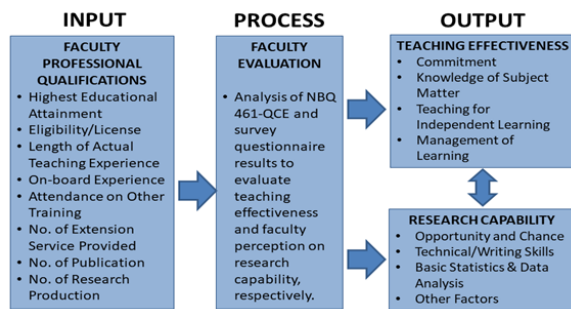 INPUT
FACULTY
PROFESSIONAL
QUALIFICATIONS
• Highest Educational
Attainment
• Eligibility/License
• Length of Actual
Teaching Experience
• On-board Experience
• Attendance on Other
Training
• No. of Extension
Service Provided
• No. of Publication
• No. of Research
Production
PROCESS
FACULTY
EVALUATION
• Analysis of NBQ
461-QCE and
survey
questionnaire
results to
evaluate
teaching
effectiveness
and faculty
perception on
research
capability,
respectively.
OUTPUT
TEACHING EFFECTIVENESS
• Commitment
• Knowledge of Subject
Matter
• Teaching for
Independent Learning
• Management of
Learning
RESEARCH CAPABILITY
• Opportunity and Chance
• Technical/Writing Skills
• Basic Statistics & Data
Analysis
• Other Factors